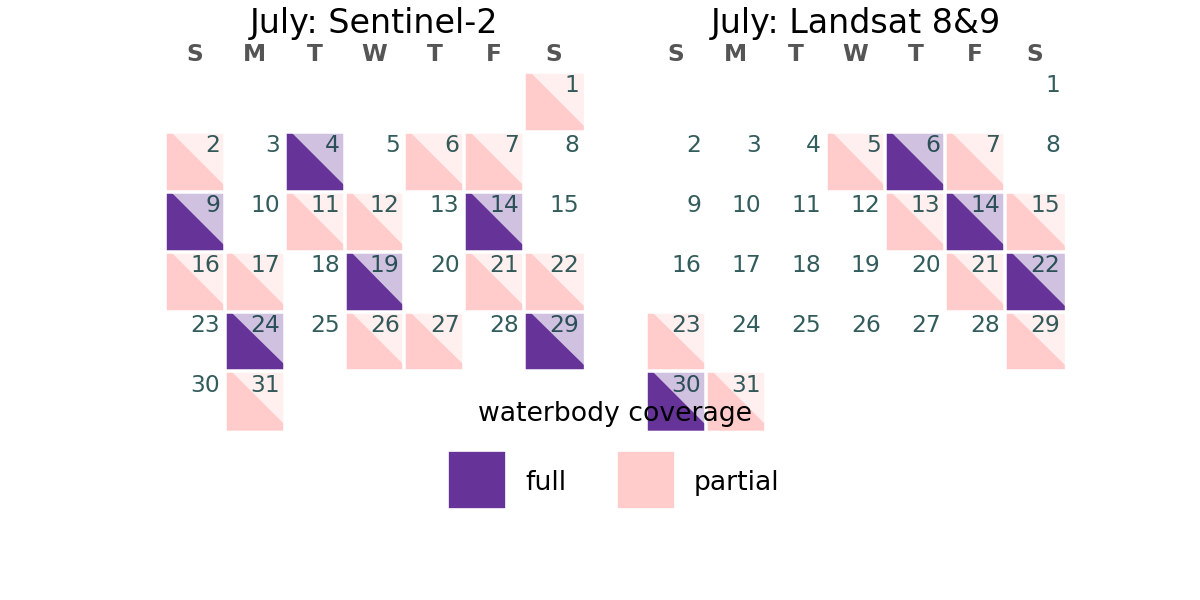 July: Sentinel-2
S M T W T F S
1
2 3 4 5 6 7 8
9 10 11 12 13 14 15
16 17 18 19 20 21 22
23 24 25 26 27 28 29
30 31
July: Landsat 8&9
S M T W T F S
1
2 3 4 5 6 7 8
9 10 11 12 13 14 15
16 17 18 19 20 21 22
23 24 25 26 27 28 29
30 31
waterbody coverage
full partial